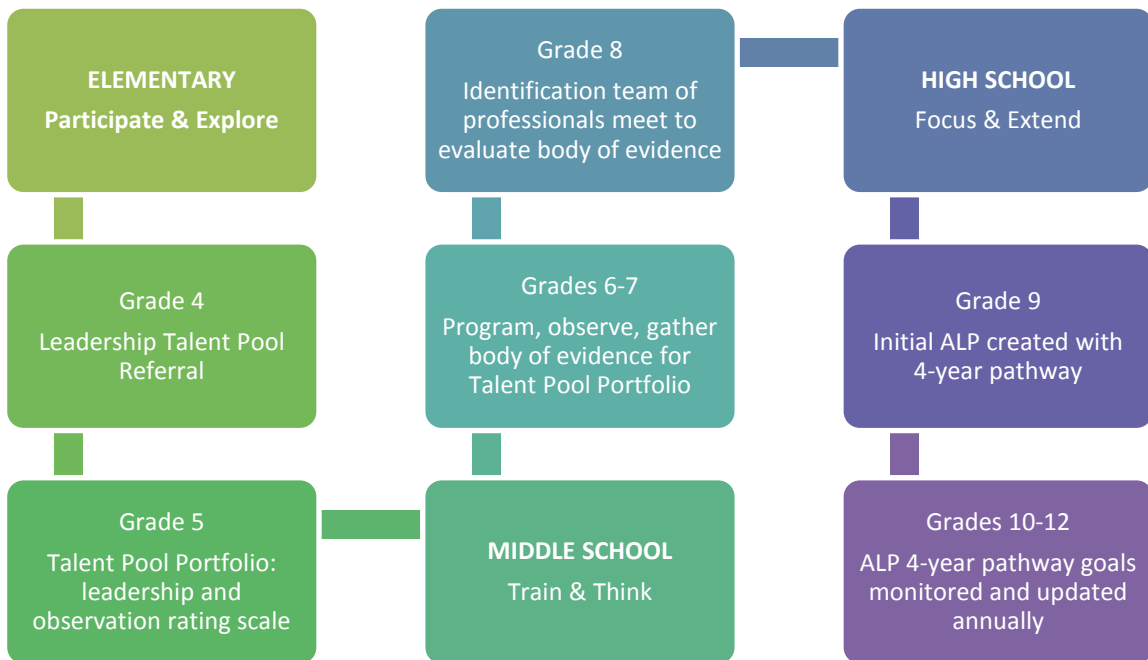 ELEMENTARY
Participate & Explore
Grade 4
Leadership Talent Pool
Referral
Grade 5
Talent Pool Portfolio:
leadership and
observation rating scale
MIDDLE SCHOOL
Train & Think
Grades 6-7
Program, observe, gather
body of evidence for
Talent Pool Portfolio
Grade 8
Identification team of
professionals meet to
evaluate body of evidence
HIGH SCHOOL
Focus & Extend
Grade 9
Initial ALP created with
4-year pathway
Grades 10-12
ALP 4-year pathway goals
monitored and updated
annually